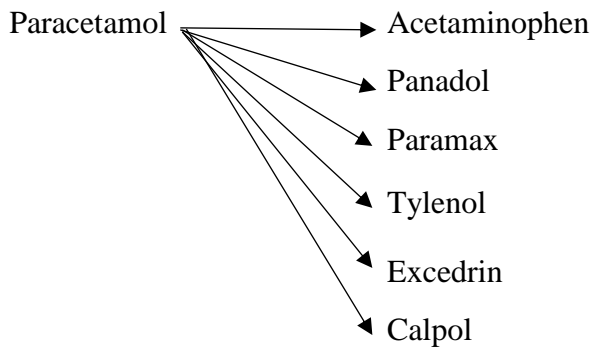 Paracetamol
Acetaminophen
Panadol
Paramax
Tylenol
Excedrin
Calpol